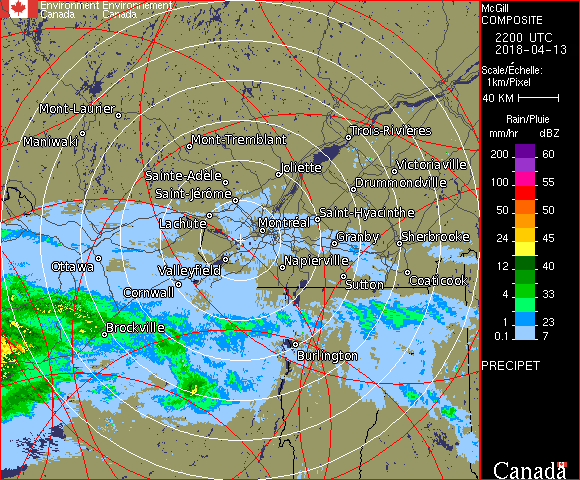 Environment Environnement
Canada Canada
McGill
COMPOSITE
2200 UTC
2018-04-13
Scale/Échelle:
1km/Pixel
40 KM
Rain/Pluie
mm/hr dBZ
200 60
100 55
50 50
24 45
12 40
4 33
1 23
0.1 7
PRECIPET
Canada
Mont-Laurier
Maniwaki
Mont-Tremblant
Trois-Rivières
Joliette
Victoriaville
Sainte-Adèle
Drummondville
Saint-Jérôme
Lachute
Saint-Hyacinthe
Montréal
Granby
Sherbrooke
Ottawa
Valleyfield
Napierville
Cornwall
Sutton
Coaticook
Brockville
Burlington